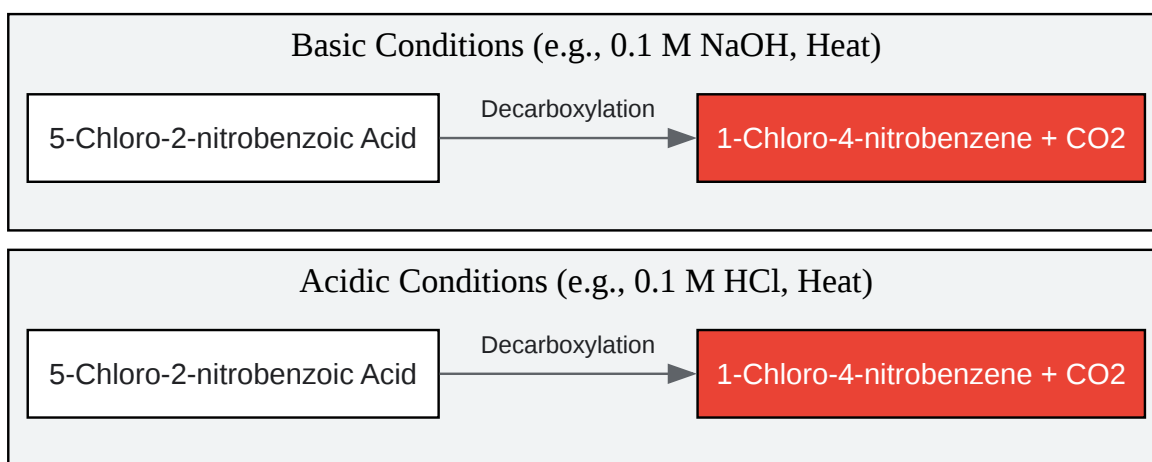 Basic Conditions (e.g., 0.1 M NaOH, Heat)
Decarboxylation
5-Chloro-2-nitrobenzoic Acid
1-Chloro-4-nitrobenzene + CO2
Acidic Conditions (e.g., 0.1 M HCl, Heat)
Decarboxylation
5-Chloro-2-nitrobenzoic Acid
1-Chloro-4-nitrobenzene + CO2